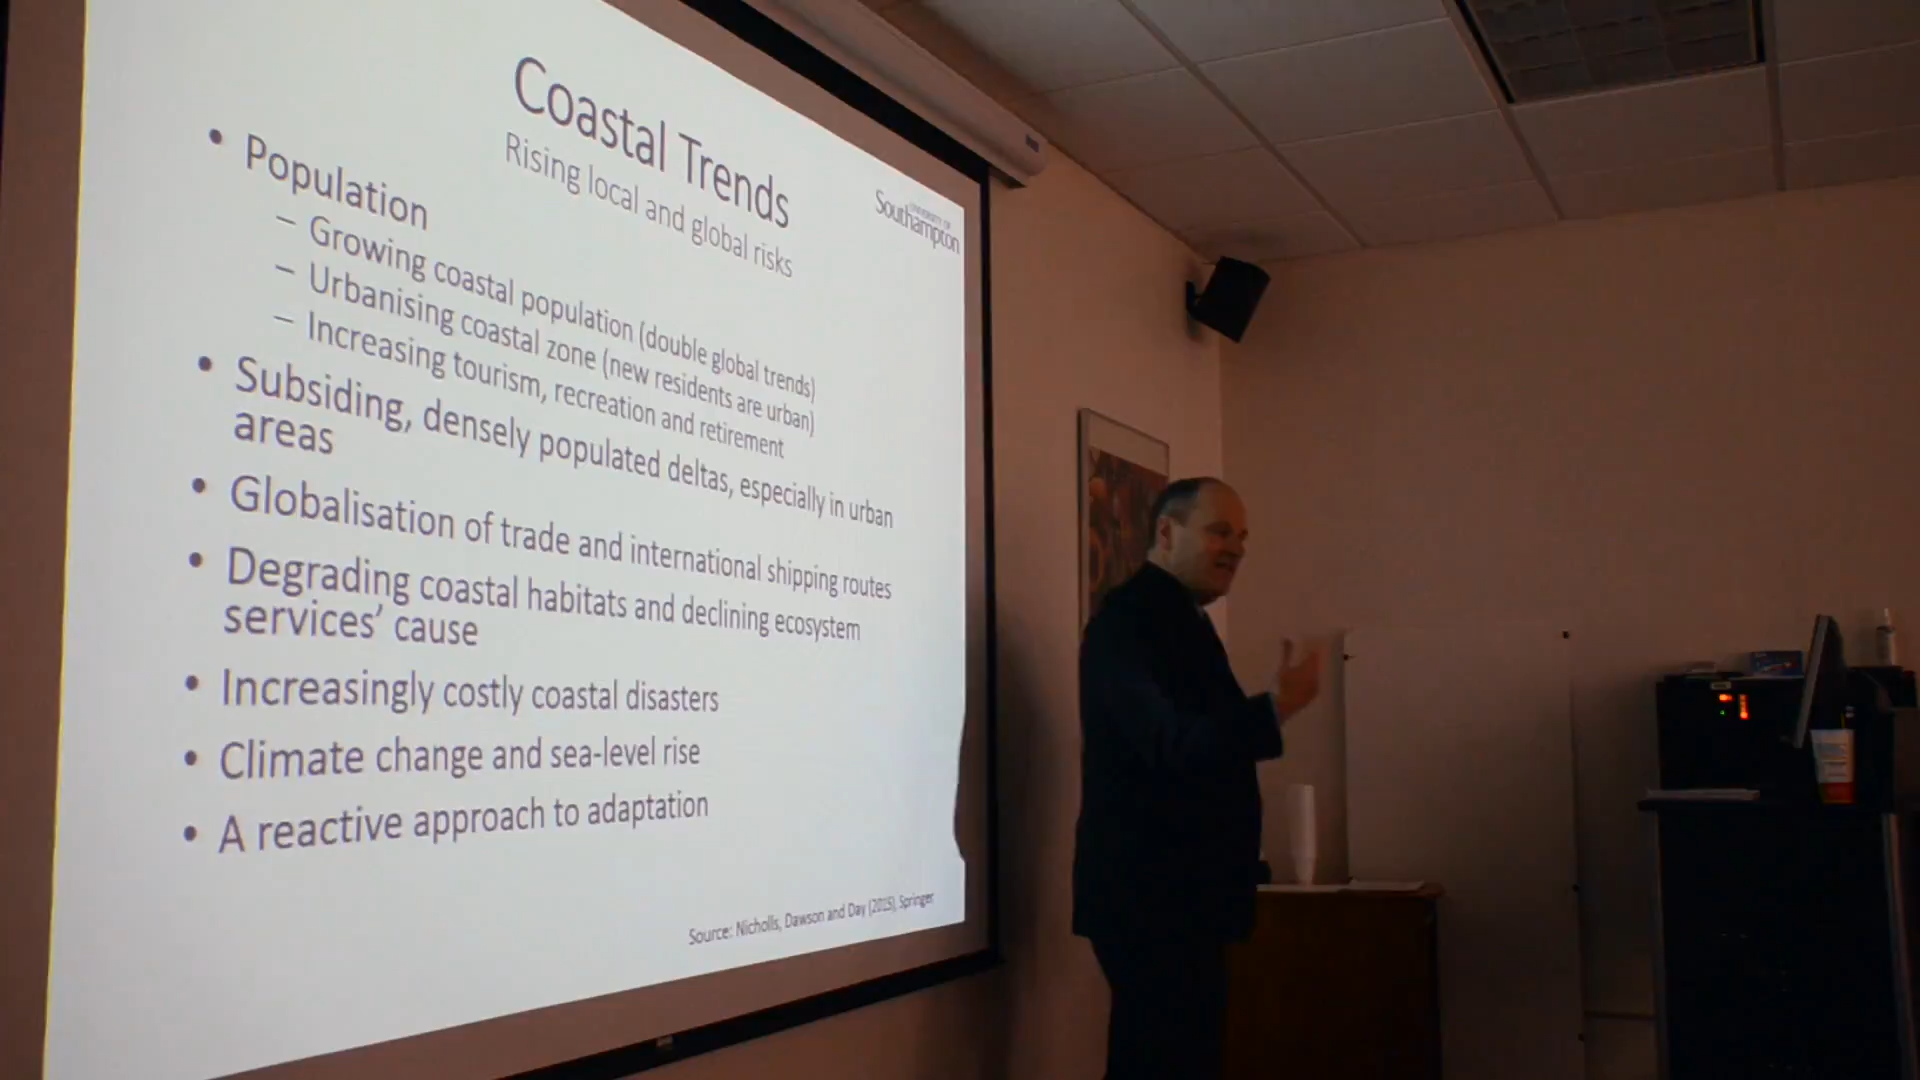 Coastal Trends
Rising local and global risks
UNIVERSITY OF
Southampton
• Population
– Growing coastal population (double global trends)
– Urbanising coastal zone (new residents are urban)
– Increasing tourism, recreation and retirement
• Subsiding, densely populated deltas, especially in urban
areas
• Globalisation of trade and international shipping routes
• Degrading coastal habitats and declining ecosystem
services’ cause
• Increasingly costly coastal disasters
• Climate change and sea-level rise
• A reactive approach to adaptation
Source: Nicholls, Dawson and Day (2015), Springer